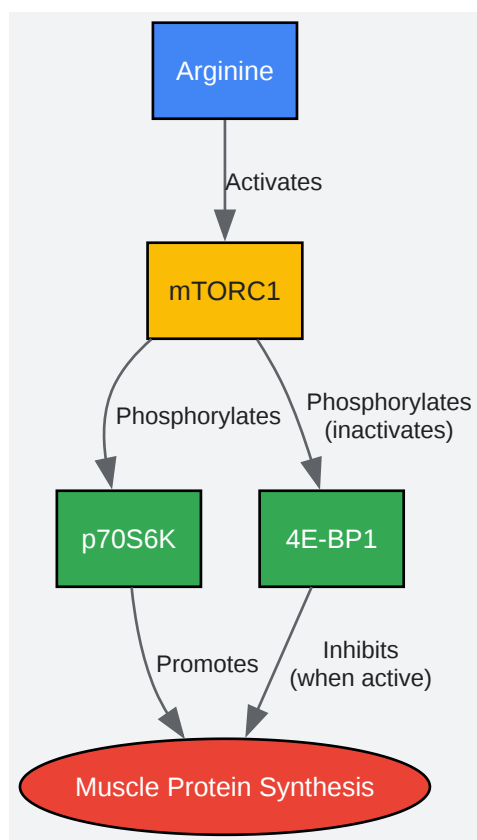 Arginine
Activates
mTORC1
Phosphorylates
Phosphorylates
(inactivates)
p70S6K
4E-BP1
Promotes
Inhibits
(when active)
Muscle Protein Synthesis